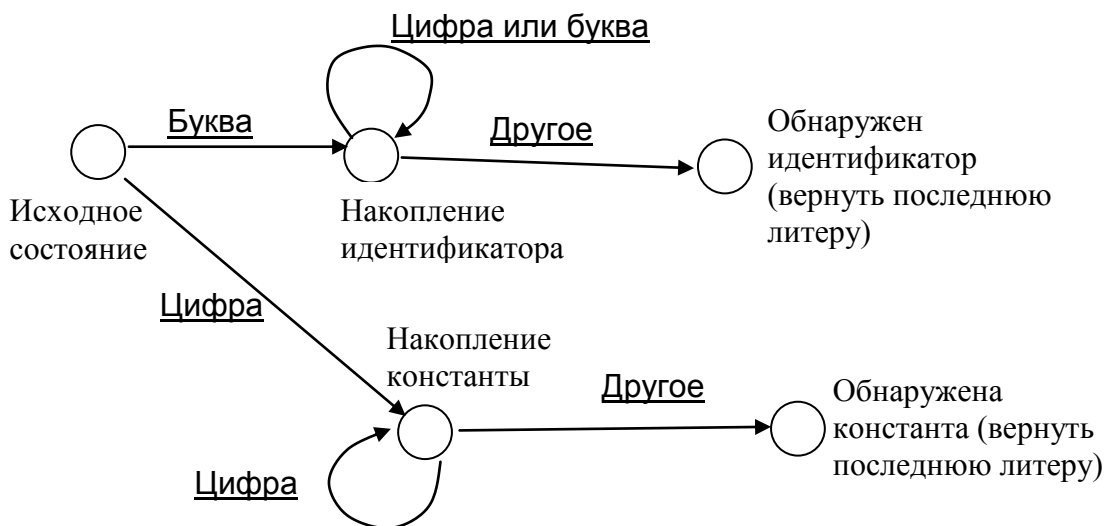 Цифра или буква
Буква
Другое
Обнаружен
идентификатор
(вернуть последнюю
литеру)
Исходное
состояние
Накопление
идентификатора
Цифра
Накопление
константы
Другое
Обнаружена
константа (вернуть
последнюю литеру)
Цифра